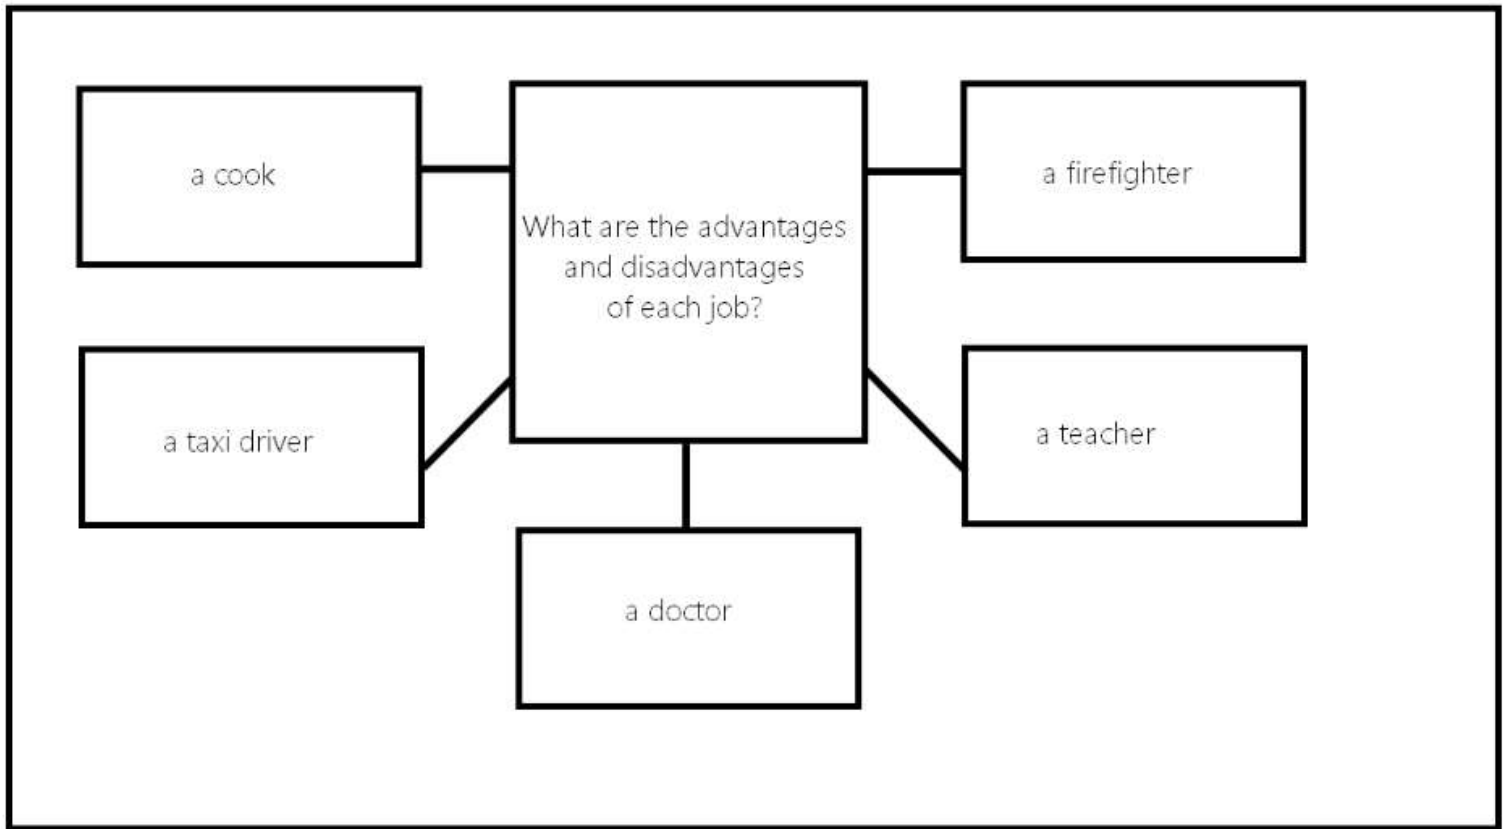 a cook
What are the advantages
and disadvantages
of each job?
a firefighter
a taxi driver
a teacher
a doctor